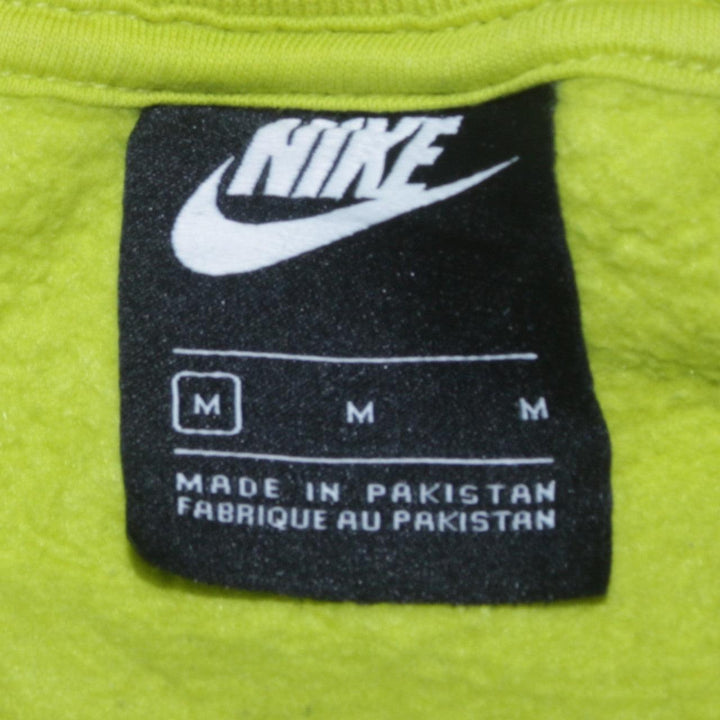 NIKE
M M M
MADE IN PAKISTAN
FABRIQUE AU PAKISTAN